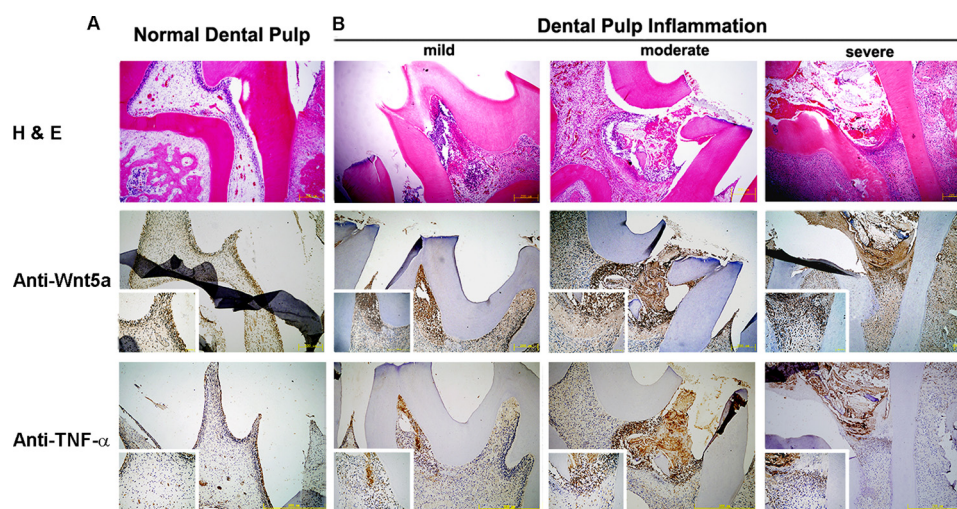 A
Normal Dental Pulp
B
Dental Pulp Inflammation
mild
moderate
severe
H & E
Anti-Wnt5a
Anti-TNF-α